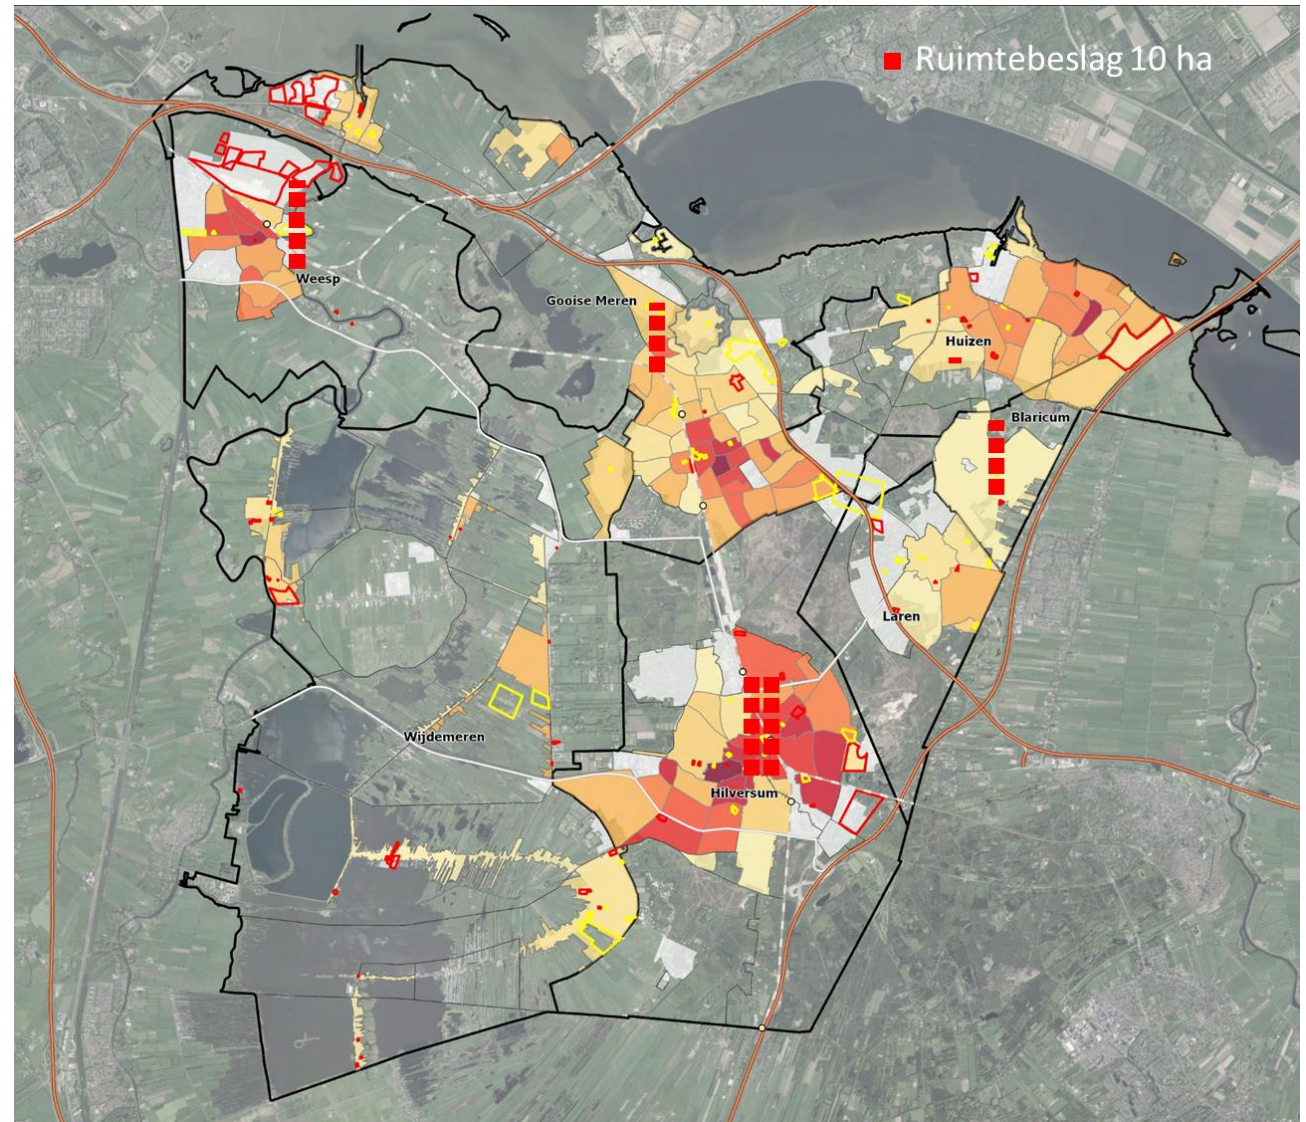 Ruimtebeslag 10 ha
Weesp
Gooise Meren
Huizen
Blaricum
Laren
Wijdemeren
Hilversum